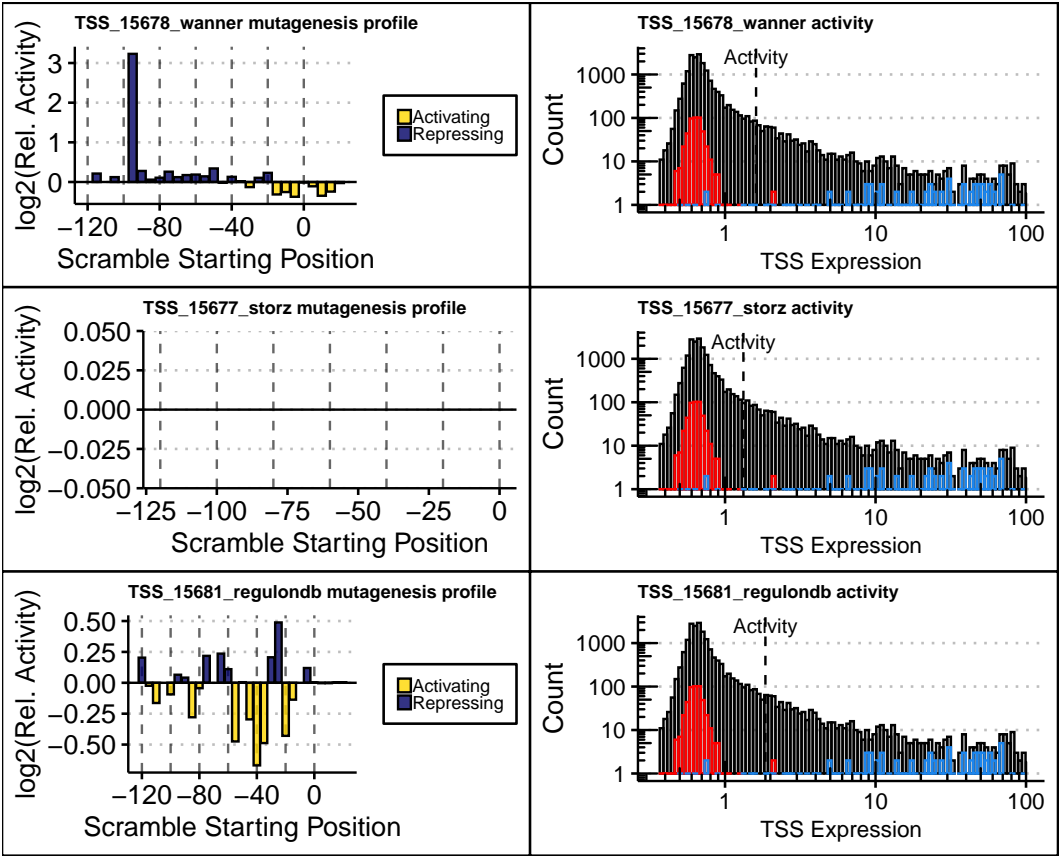 TSS_15678_wanner mutagenesis profile
log2(Rel. Activity)
3
2
1
0
−120 −80 −40 0
Scramble Starting Position
Activating
Repressing
TSS_15678_wanner activity
Activity
Count
1000
100
10
1
1 10 100
TSS Expression
TSS_15677_storz mutagenesis profile
log2(Rel. Activity)
0.050
0.025
0.000
−0.025
−0.050
−125 −100 −75 −50 −25 0
Scramble Starting Position
TSS_15677_storz activity
Activity
Count
1000
100
10
1
1 10 100
TSS Expression
TSS_15681_regulondb mutagenesis profile
log2(Rel. Activity)
0.50
0.25
0.00
−0.25
−0.50
−120 −80 −40 0
Scramble Starting Position
Activating
Repressing
TSS_15681_regulondb activity
Activity
Count
1000
100
10
1
1 10 100
TSS Expression